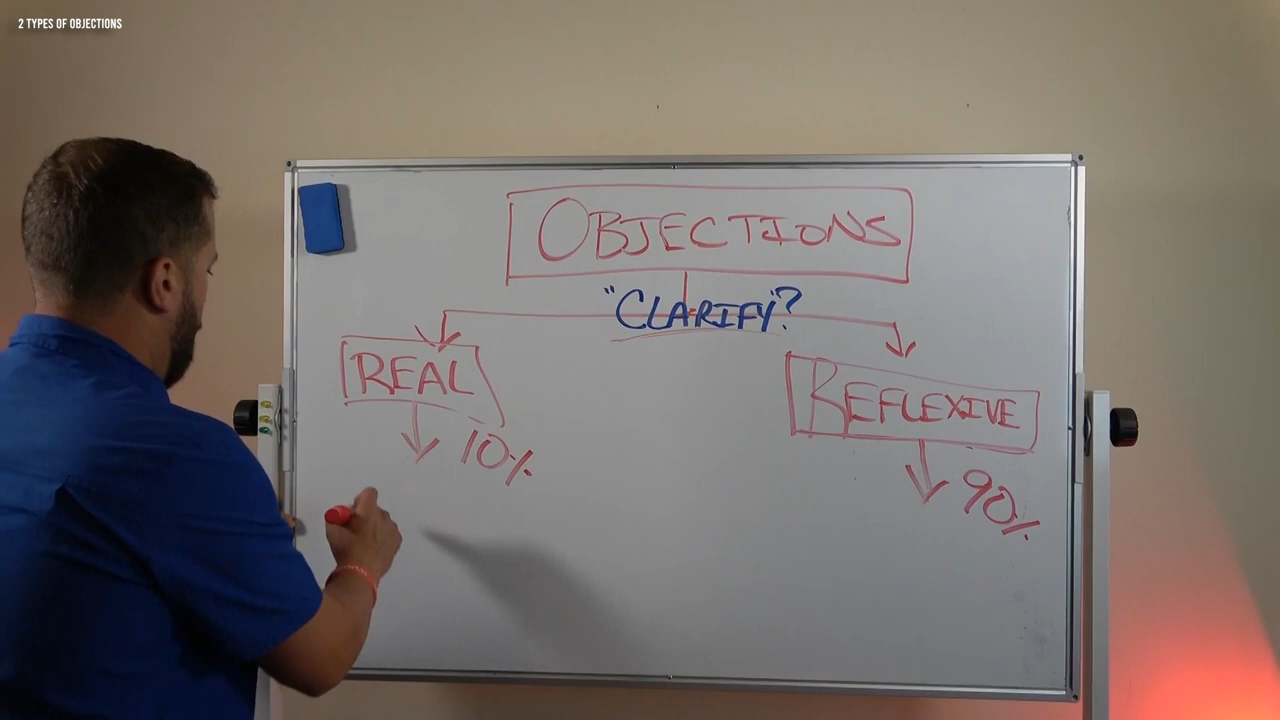 2 TYPES OF OBJECTIONS
OBJECTIONS
"CLARIFY"?
REAL
REFLEXIVE
10%
90%